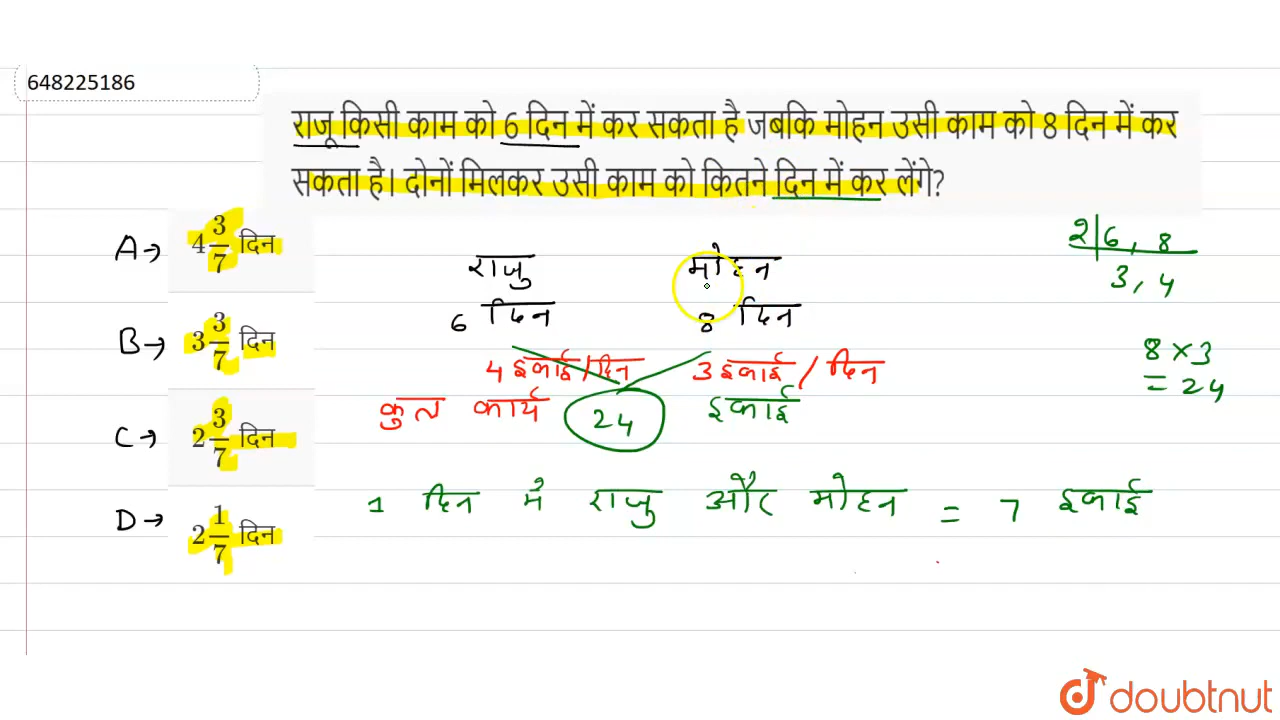 648225186
राजू किसी काम को 6 दिन में कर सकता है जबकि मोहन उसी काम को 8 दिन में कर
सकता है। दोनों मिलकर उसी काम को कितने दिन में कर लेंगे?
A→ 4 3/7 दिन
B→ 3 3/7 दिन
C→ 2 3/7 दिन
D→ 2 1/7 दिन
राजु मोहन
6 दिन 8 दिन
4 इकाई/दिन 3 इकाई/दिन
कुल कार्य 24 इकाई
1 दिन में राजु और मोहन = 7 इकाई
2|6, 8
3, 4
8×3
=24
doubtnut